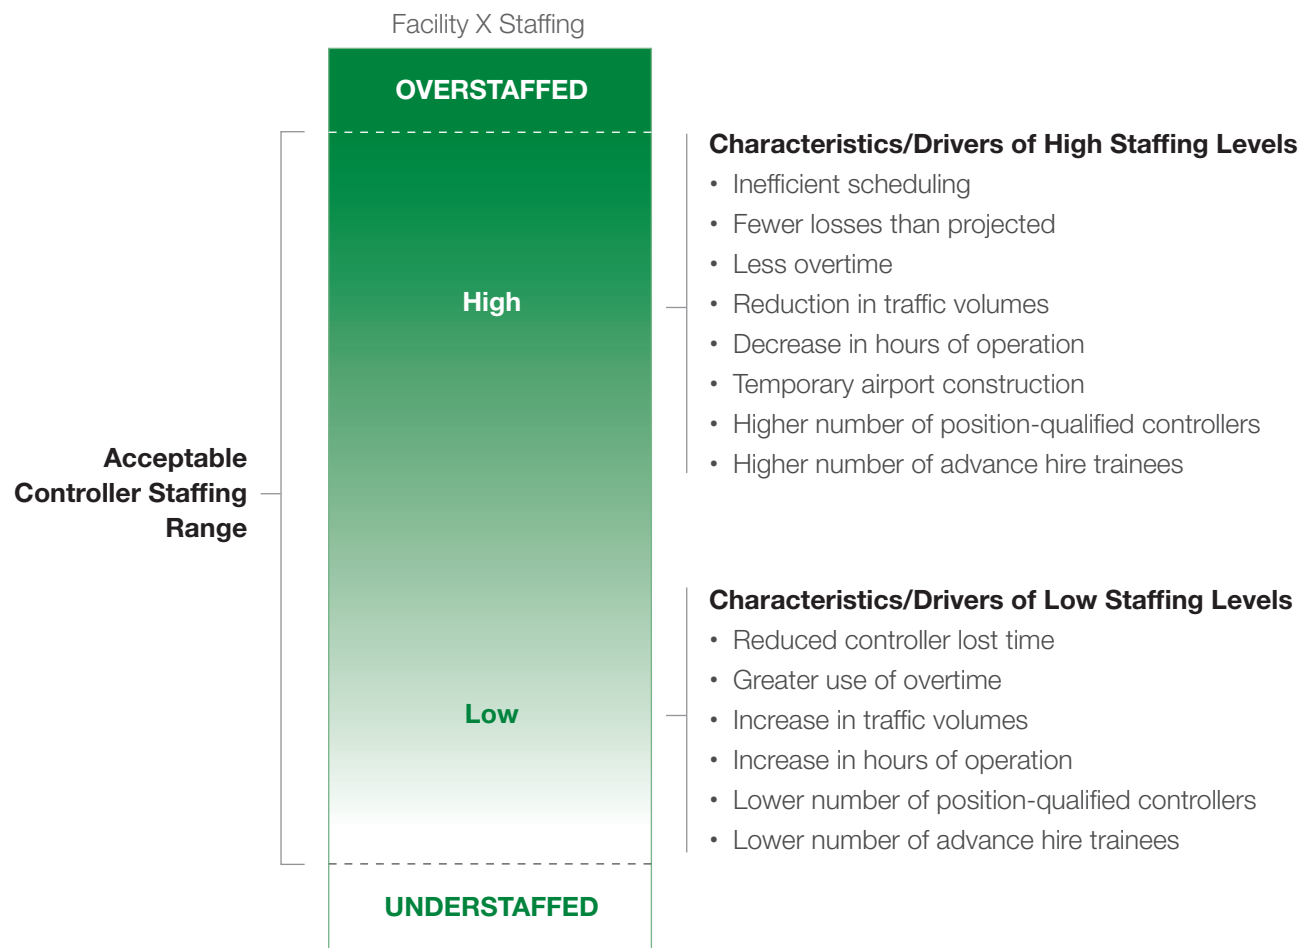 Facility X Staffing
OVERSTAFFED
High
Low
UNDERSTAFFED
Acceptable
Controller Staffing
Range
Characteristics/Drivers of High Staffing Levels
• Inefficient scheduling
• Fewer losses than projected
• Less overtime
• Reduction in traffic volumes
• Decrease in hours of operation
• Temporary airport construction
• Higher number of position-qualified controllers
• Higher number of advance hire trainees
Characteristics/Drivers of Low Staffing Levels
• Reduced controller lost time
• Greater use of overtime
• Increase in traffic volumes
• Increase in hours of operation
• Lower number of position-qualified controllers
• Lower number of advance hire trainees